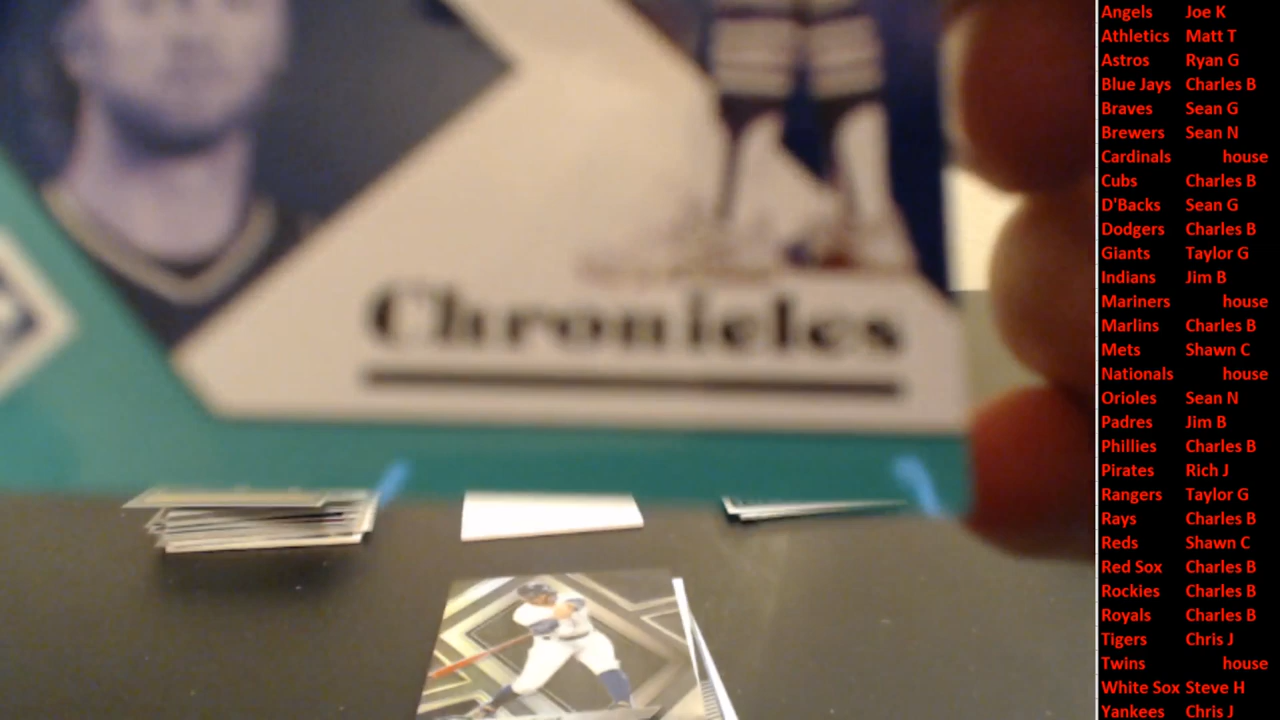 Chronicles
Angels Joe K
Athletics Matt T
Astros Ryan G
Blue Jays Charles B
Braves Sean G
Brewers Sean N
Cardinals house
Cubs Charles B
D'Backs Sean G
Dodgers Charles B
Giants Taylor G
Indians Jim B
Mariners house
Marlins Charles B
Mets Shawn C
Nationals house
Orioles Sean N
Padres Jim B
Phillies Charles B
Pirates Rich J
Rangers Taylor G
Rays Charles B
Reds Shawn C
Red Sox Charles B
Rockies Charles B
Royals Charles B
Tigers Chris J
Twins house
White Sox Steve H
Yankees Chris J